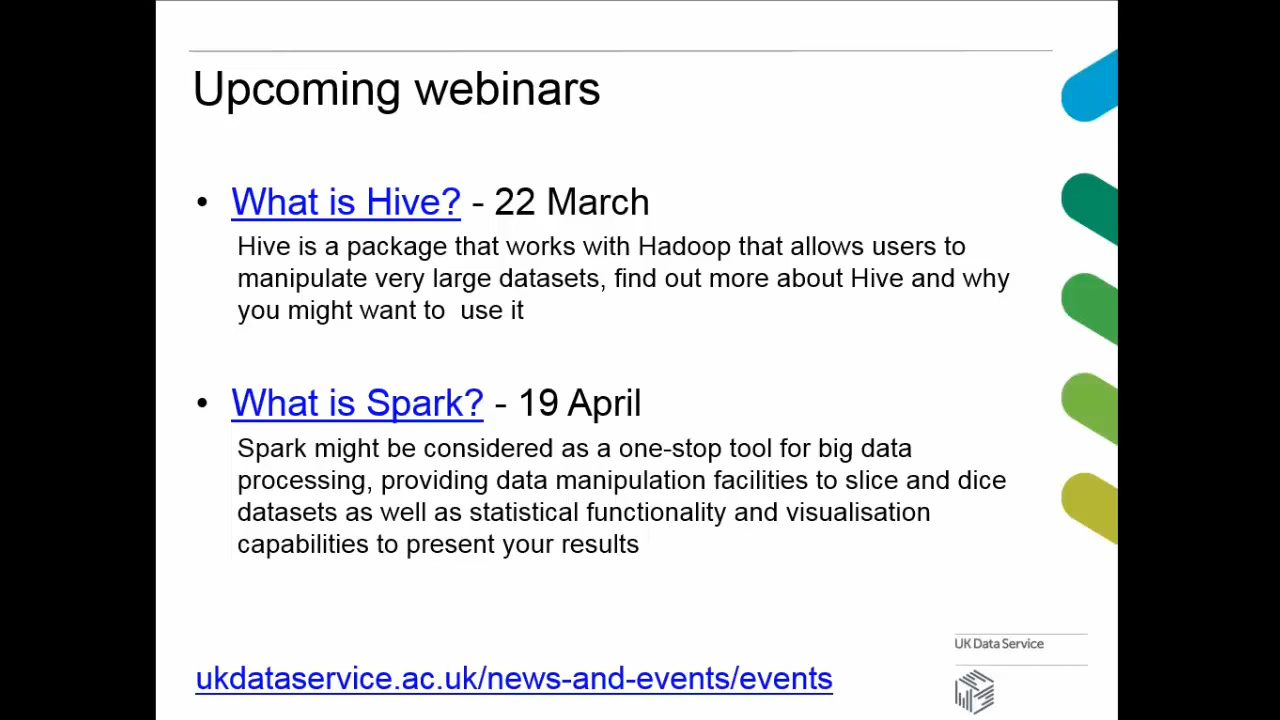 Upcoming webinars
• What is Hive? - 22 March
Hive is a package that works with Hadoop that allows users to
manipulate very large datasets, find out more about Hive and why
you might want to  use it
• What is Spark? - 19 April
Spark might be considered as a one-stop tool for big data
processing, providing data manipulation facilities to slice and dice
datasets as well as statistical functionality and visualisation
capabilities to present your results
UK Data Service
ukdataservice.ac.uk/news-and-events/events